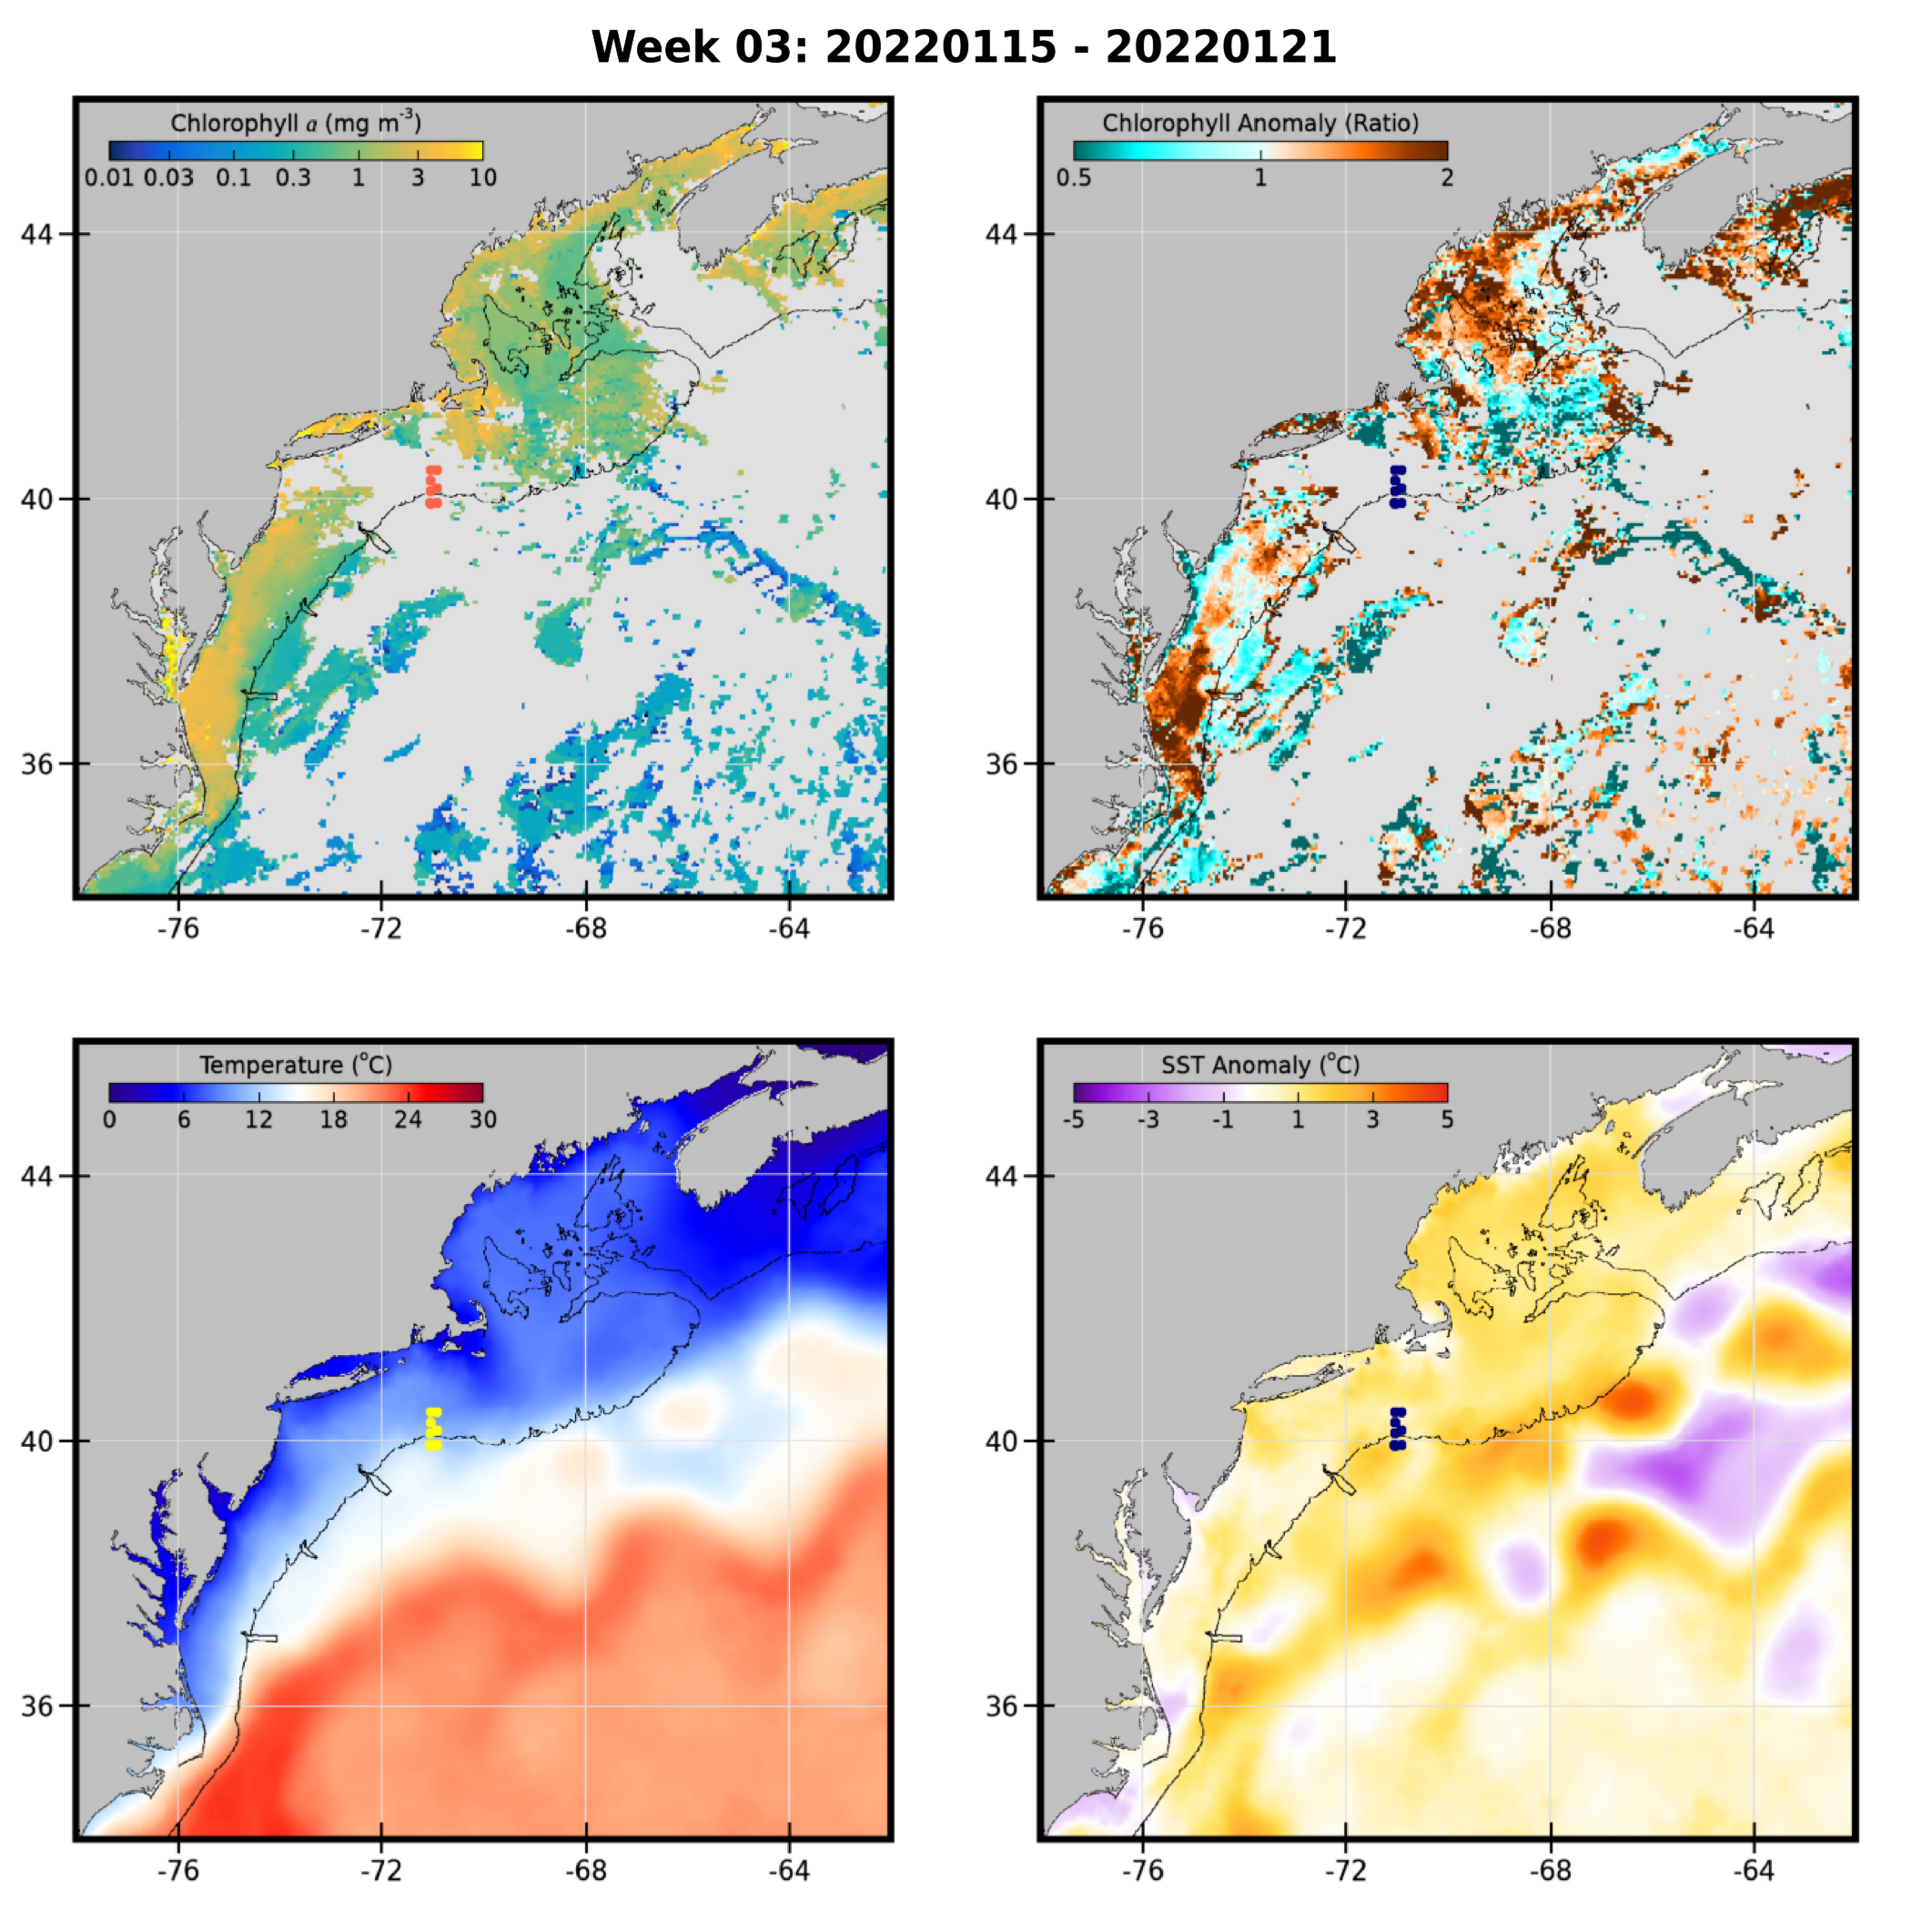 Week 03: 20220115 - 20220121
Chlorophyll a (mg m-3)
0.01 0.03 0.1 0.3 1 3 10
44
40
36
-76 -72 -68 -64
Chlorophyll Anomaly (Ratio)
0.5 1 2
44
40
36
-76 -72 -68 -64
Temperature (oC)
0 6 12 18 24 30
44
40
36
-76 -72 -68 -64
SST Anomaly (oC)
-5 -3 -1 1 3 5
44
40
36
-76 -72 -68 -64